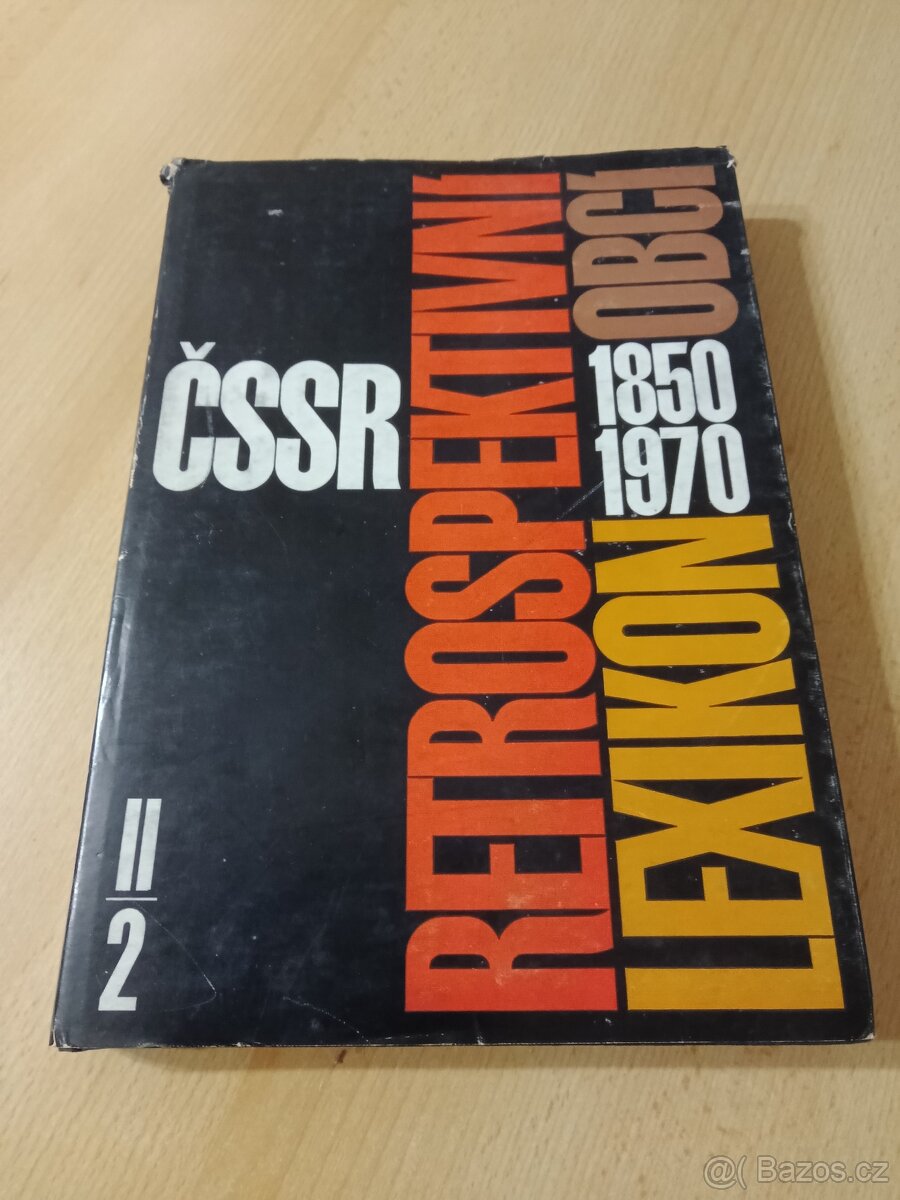 ČSSR
RETROSPEKTIVNÍ
LEXIKON
OBCÍ
1850
1970
II
2
@( Bazos.cz